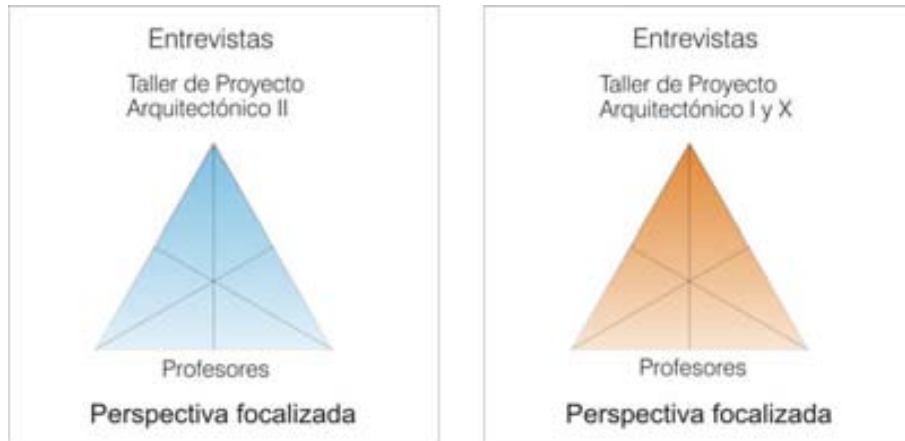 Entrevistas
Taller de Proyecto
Arquitectónico II
Profesores
Perspectiva focalizada
Entrevistas
Taller de Proyecto
Arquitectónico I y X
Profesores
Perspectiva focalizada